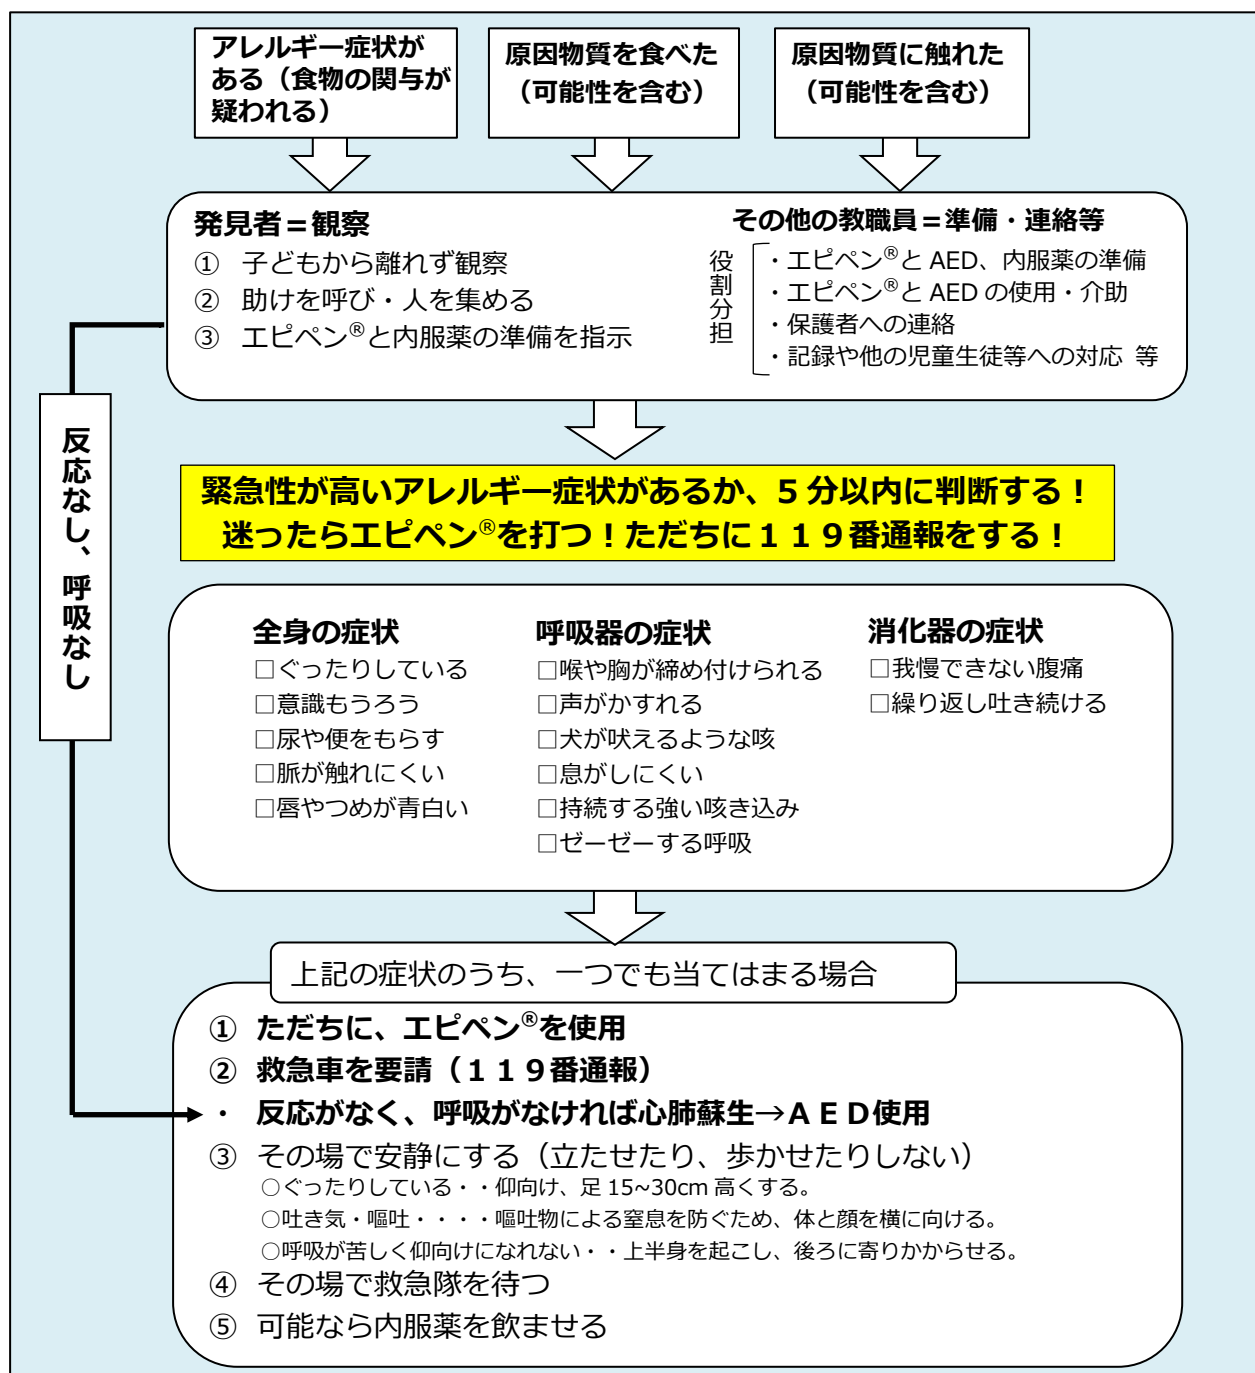 アレルギー症状が
ある（食物の関与が
疑われる）
原因物質を食べた
（可能性を含む）
原因物質に触れた
（可能性を含む）
発見者＝観察
① 子どもから離れず観察
② 助けを呼び・人を集める
③ エピペン®と内服薬の準備を指示
その他の教職員＝準備・連絡等
役割分担
・エピペン®と AED、内服薬の準備
・エピペン®と AED の使用・介助
・保護者への連絡
・記録や他の児童生徒等への対応 等
反応なし、呼吸なし
緊急性が高いアレルギー症状があるか、5 分以内に判断する！
迷ったらエピペン®を打つ！ただちに１１９番通報をする！
全身の症状
□ぐったりしている
□意識もうろう
□尿や便をもらす
□脈が触れにくい
□唇やつめが青白い
呼吸器の症状
□喉や胸が締め付けられる
□声がかすれる
□犬が吠えるような咳
□息がしにくい
□持続する強い咳き込み
□ゼーゼーする呼吸
消化器の症状
□我慢できない腹痛
□繰り返し吐き続ける
上記の症状のうち、一つでも当てはまる場合
① ただちに、エピペン®を使用
② 救急車を要請（１１９番通報）
・ 反応がなく、呼吸がなければ心肺蘇生→ＡＥＤ使用
③ その場で安静にする（立たせたり、歩かせたりしない）
○ぐったりしている・・仰向け、足 15~30cm 高くする。
○吐き気・嘔吐・・・・嘔吐物による窒息を防ぐため、体と顔を横に向ける。
○呼吸が苦しく仰向けになれない・・上半身を起こし、後ろに寄りかからせる。
④ その場で救急隊を待つ
⑤ 可能なら内服薬を飲ませる